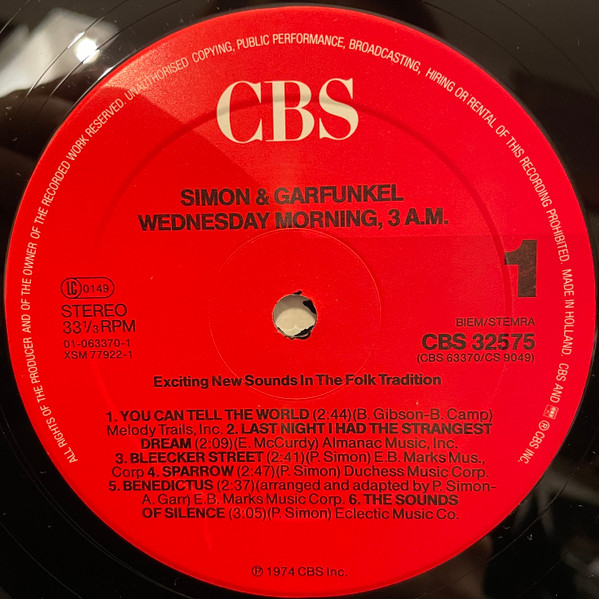 ALL RIGHTS OF THE PRODUCER AND OF THE OWNER OF THE RECORDED WORK RESERVED. UNAUTHORISED COPYING, PUBLIC PERFORMANCE, BROADCASTING, HIRING OR RENTAL OF THIS RECORDING PROHIBITED. MADE IN HOLLAND. CBS AND ℗ CBS INC.
CBS
SIMON & GARFUNKEL
WEDNESDAY MORNING, 3 A.M.
1
LC 0149
STEREO
33⅓ RPM
01-063370-1
XSM 77922-1
BIEM/STEMRA
CBS 32575
(CBS 63370/CS 9049)
Exciting New Sounds In The Folk Tradition
1. YOU CAN TELL THE WORLD (2:44)(B. Gibson-B. Camp)
Melody Trails, Inc. 2. LAST NIGHT I HAD THE STRANGEST
DREAM (2:09)(E. McCurdy) Almanac Music, Inc.
3. BLEECKER STREET (2:41)(P. Simon) E.B. Marks Mus.,
Corp 4. SPARROW (2:47)(P. Simon) Duchess Music Corp.
5. BENEDICTUS (2:37)(arranged and adapted by P. Simon-
A. Garr) E.B. Marks Music Corp. 6. THE SOUNDS
OF SILENCE (3:05)(P. Simon) Eclectic Music Co.
℗ 1974 CBS Inc.